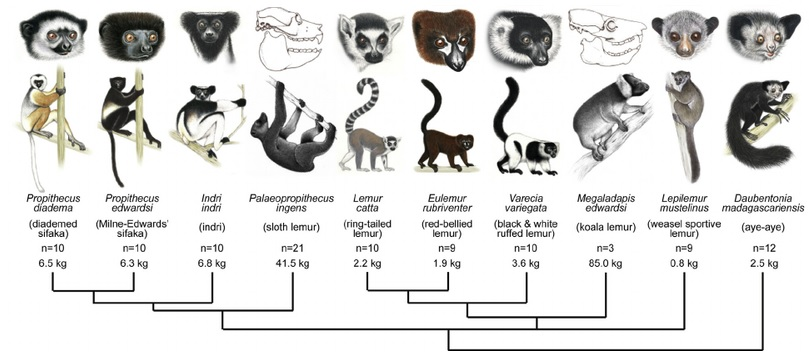 Propithecus Propithecus Indri Palaeopropithecus Lemur Eulemur Varecia Megaladapis Lepilemur Daubentonia
diadema edwardsi indri ingens catta rubriventer variegata edwardsi mustelinus madagascariensis
(diademed (Milne-Edwards' (indri) (sloth lemur) (ring-tailed (red-bellied (black & white (koala lemur) (weasel sportive (aye-aye)
sifaka) sifaka) lemur) lemur) ruffed lemur) lemur)
n=10 n=10 n=10 n=21 n=10 n=9 n=10 n=3 n=9 n=12
6.5 kg 6.3 kg 6.8 kg 41.5 kg 2.2 kg 1.9 kg 3.6 kg 85.0 kg 0.8 kg 2.5 kg